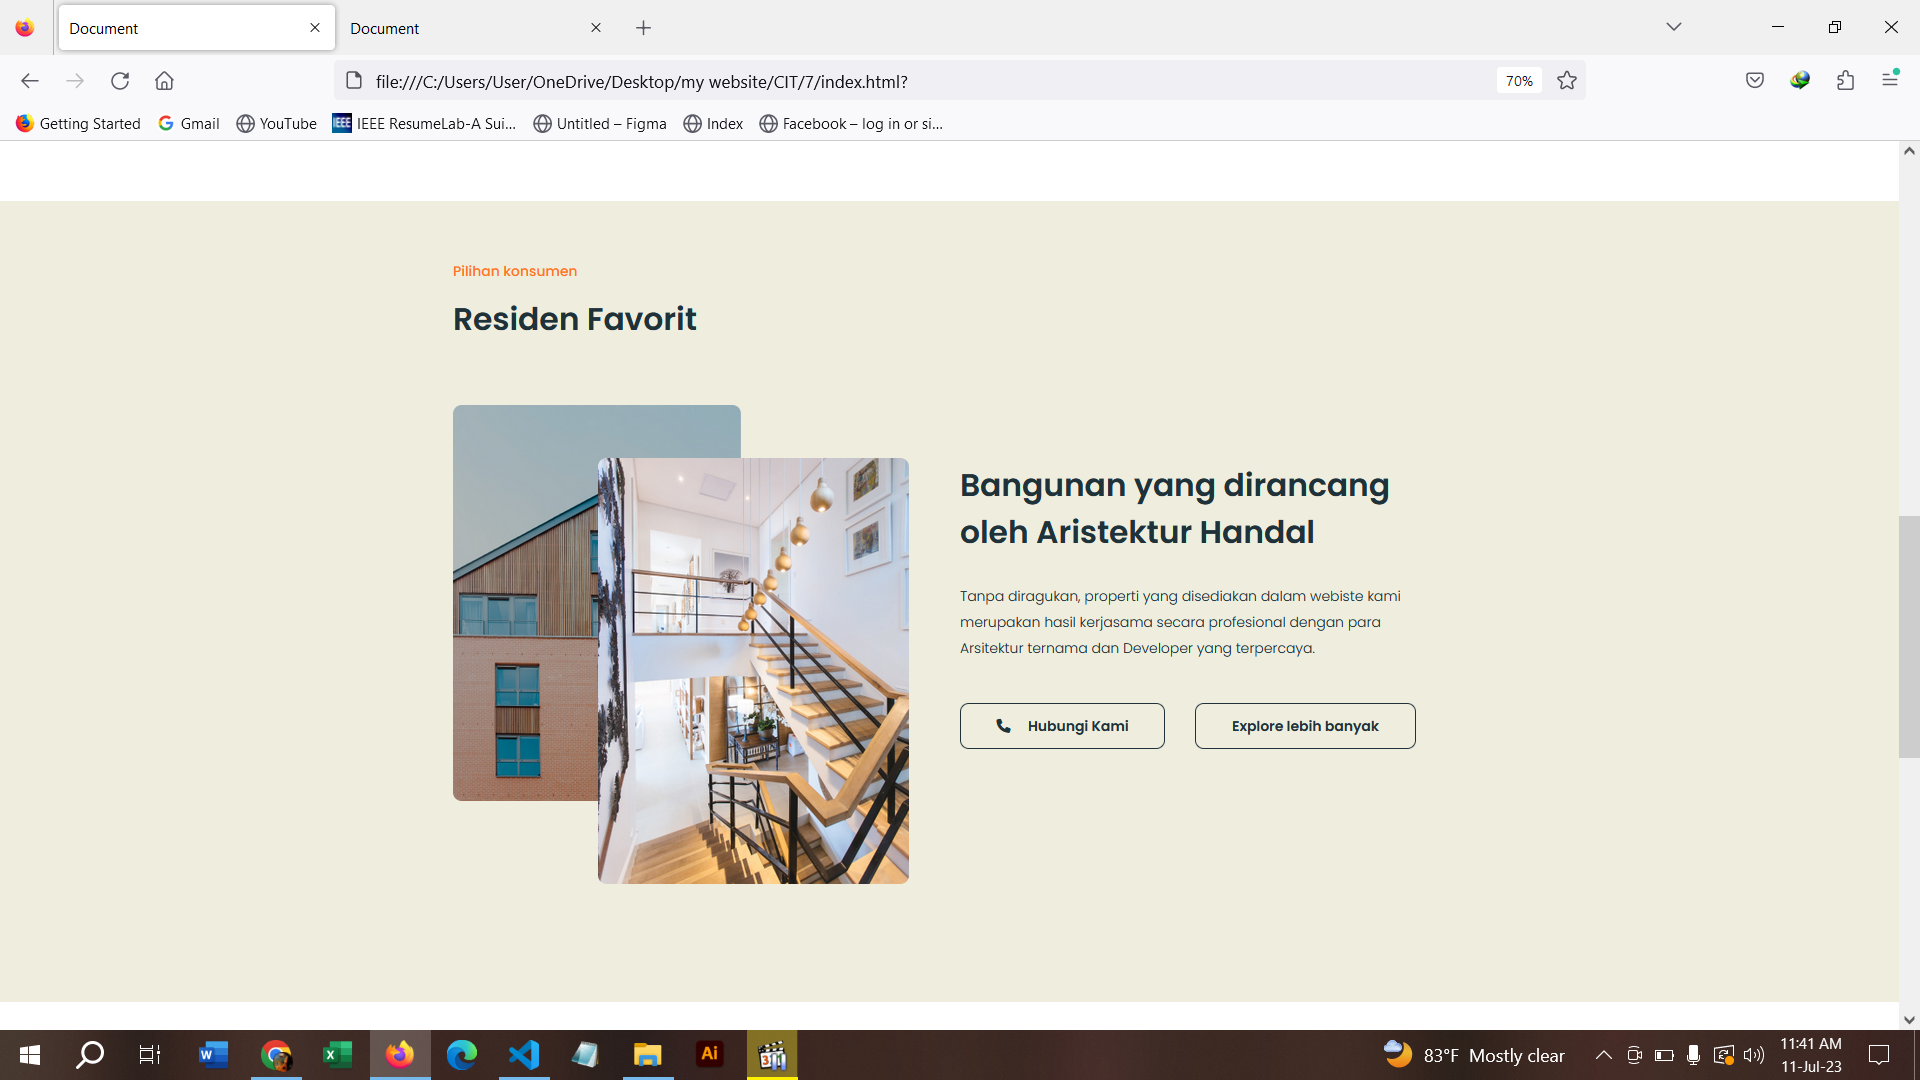 Document
Document
file:///C:/Users/User/OneDrive/Desktop/my website/CIT/7/index.html?
70%
Getting Started
Gmail
YouTube
IEEE
IEEE ResumeLab-A Sui...
Untitled – Figma
Index
Facebook – log in or si...
Pilihan konsumen
Residen Favorit
Bangunan yang dirancang
oleh Aristektur Handal
Tanpa diragukan, properti yang disediakan dalam webiste kami
merupakan hasil kerjasama secara profesional dengan para
Arsitektur ternama dan Developer yang terpercaya.
Hubungi Kami
Explore lebih banyak
Ai
83°F Mostly clear
11:41 AM
11-Jul-23